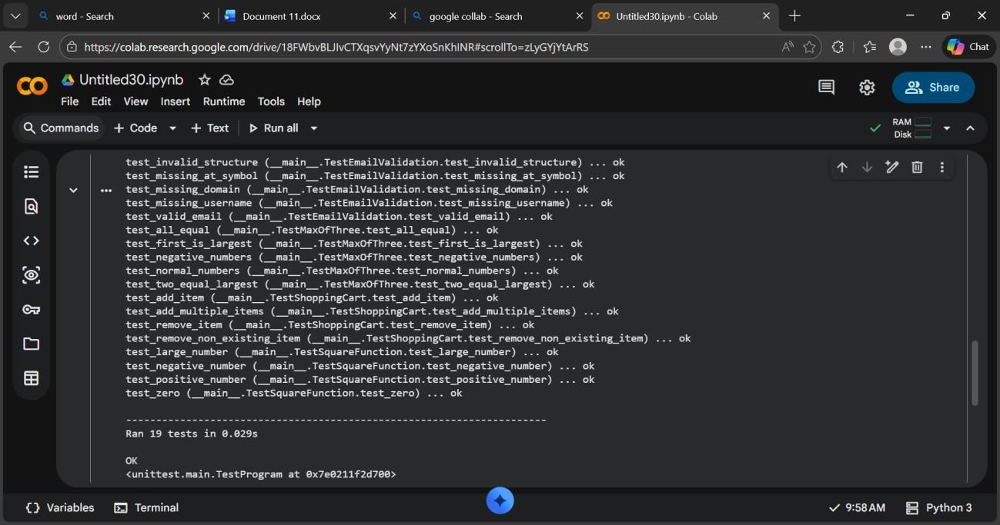 word - Search
Document 11.docx
google collab - Search
Untitled30.ipynb - Colab
https://colab.research.google.com/drive/18FWbvBLJIvCTXqsvYyNt7zYXoSnKhINR#scrollTo=zLyGYjYtArRS
Chat
Untitled30.ipynb
File Edit View Insert Runtime Tools Help
Share
Commands + Code + Text Run all
RAM
Disk
test_invalid_structure (__main__.TestEmailValidation.test_invalid_structure) ... ok
test_missing_at_symbol (__main__.TestEmailValidation.test_missing_at_symbol) ... ok
test_missing_domain (__main__.TestEmailValidation.test_missing_domain) ... ok
test_missing_username (__main__.TestEmailValidation.test_missing_username) ... ok
test_valid_email (__main__.TestEmailValidation.test_valid_email) ... ok
test_all_equal (__main__.TestMaxOfThree.test_all_equal) ... ok
test_first_is_largest (__main__.TestMaxOfThree.test_first_is_largest) ... ok
test_negative_numbers (__main__.TestMaxOfThree.test_negative_numbers) ... ok
test_normal_numbers (__main__.TestMaxOfThree.test_normal_numbers) ... ok
test_two_equal_largest (__main__.TestMaxOfThree.test_two_equal_largest) ... ok
test_add_item (__main__.TestShoppingCart.test_add_item) ... ok
test_add_multiple_items (__main__.TestShoppingCart.test_add_multiple_items) ... ok
test_remove_item (__main__.TestShoppingCart.test_remove_item) ... ok
test_remove_non_existing_item (__main__.TestShoppingCart.test_remove_non_existing_item) ... ok
test_large_number (__main__.TestSquareFunction.test_large_number) ... ok
test_negative_number (__main__.TestSquareFunction.test_negative_number) ... ok
test_positive_number (__main__.TestSquareFunction.test_positive_number) ... ok
test_zero (__main__.TestSquareFunction.test_zero) ... ok
----------------------------------------------------------------------
Ran 19 tests in 0.029s
OK
<unittest.main.TestProgram at 0x7e0211f2d700>
Variables Terminal
9:58 AM Python 3